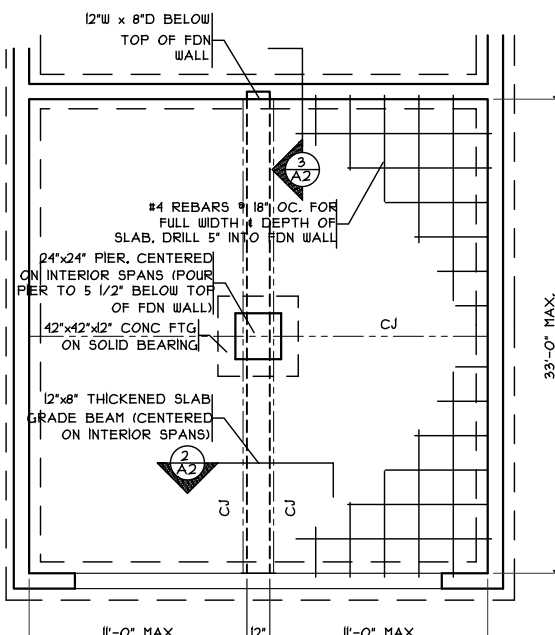 12"W x 8"D BELOW
TOP OF FDN
WALL
3
A2
#4 REBARS @ 18" OC. FOR
FULL WIDTH & DEPTH OF
SLAB. DRILL 5" INTO FDN WALL
24"x24" PIER, CENTERED
ON INTERIOR SPANS (POUR
PIER TO 5 1/2" BELOW TOP
OF FDN WALL)
42"x42"x12" CONC FTG
ON SOLID BEARING
CJ
33'-0" MAX.
12"x8" THICKENED SLAB
GRADE BEAM (CENTERED
ON INTERIOR SPANS)
2
A2
CJ
CJ
11'-0" MAX
12"
11'-0" MAX